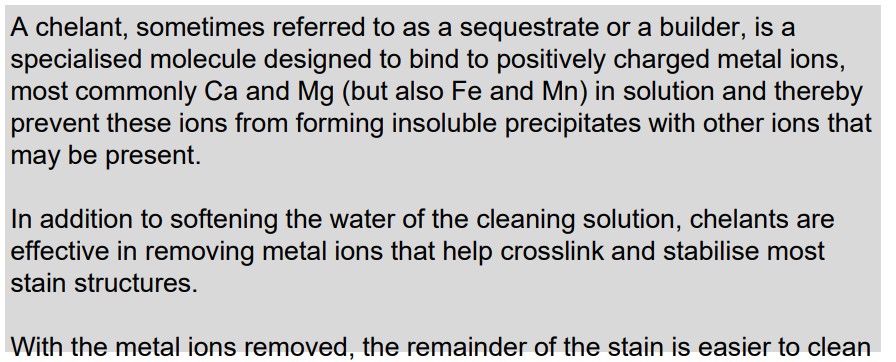 A chelant, sometimes referred to as a sequestrate or a builder, is a
specialised molecule designed to bind to positively charged metal ions,
most commonly Ca and Mg (but also Fe and Mn) in solution and thereby
prevent these ions from forming insoluble precipitates with other ions that
may be present.
In addition to softening the water of the cleaning solution, chelants are
effective in removing metal ions that help crosslink and stabilise most
stain structures.
With the metal ions removed, the remainder of the stain is easier to clean